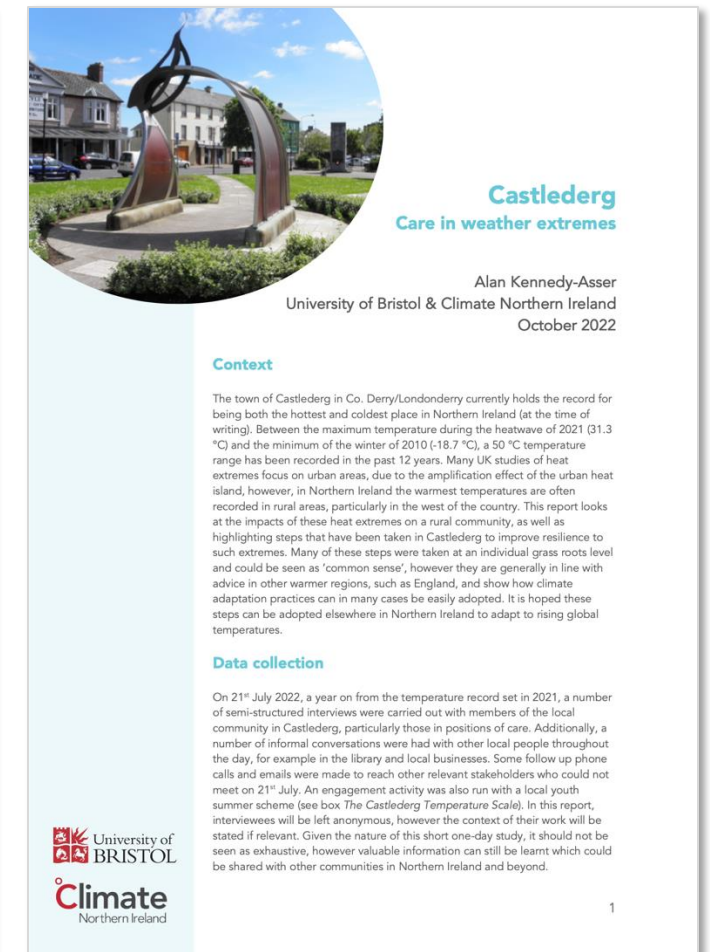 Castlederg
Care in weather extremes
Alan Kennedy-Asser
University of Bristol & Climate Northern Ireland
October 2022
Context
The town of Castlederg in Co. Derry/Londonderry currently holds the record for
being both the hottest and coldest place in Northern Ireland (at the time of
writing). Between the maximum temperature during the heatwave of 2021 (31.3
°C) and the minimum of the winter of 2010 (-18.7 °C), a 50 °C temperature
range has been recorded in the past 12 years. Many UK studies of heat
extremes focus on urban areas, due to the amplification effect of the urban heat
island, however, in Northern Ireland the warmest temperatures are often
recorded in rural areas, particularly in the west of the country. This report looks
at the impacts of these heat extremes on a rural community, as well as
highlighting steps that have been taken in Castlederg to improve resilience to
such extremes. Many of these steps were taken at an individual grass roots level
and could be seen as ‘common sense’, however they are generally in line with
advice in other warmer regions, such as England, and show how climate
adaptation practices can in many cases be easily adopted. It is hoped these
steps can be adopted elsewhere in Northern Ireland to adapt to rising global
temperatures.
Data collection
On 21st July 2022, a year on from the temperature record set in 2021, a number
of semi-structured interviews were carried out with members of the local
community in Castlederg, particularly those in positions of care. Additionally, a
number of informal conversations were had with other local people throughout
the day, for example in the library and local businesses. Some follow up phone
calls and emails were made to reach other relevant stakeholders who could not
meet on 21st July. An engagement activity was also run with a local youth
summer scheme (see box The Castlederg Temperature Scale). In this report,
interviewees will be left anonymous, however the context of their work will be
stated if relevant. Given the nature of this short one-day study, it should not be
seen as exhaustive, however valuable information can still be learnt which could
be shared with other communities in Northern Ireland and beyond.
University of
BRISTOL
Climate
Northern Ireland
1